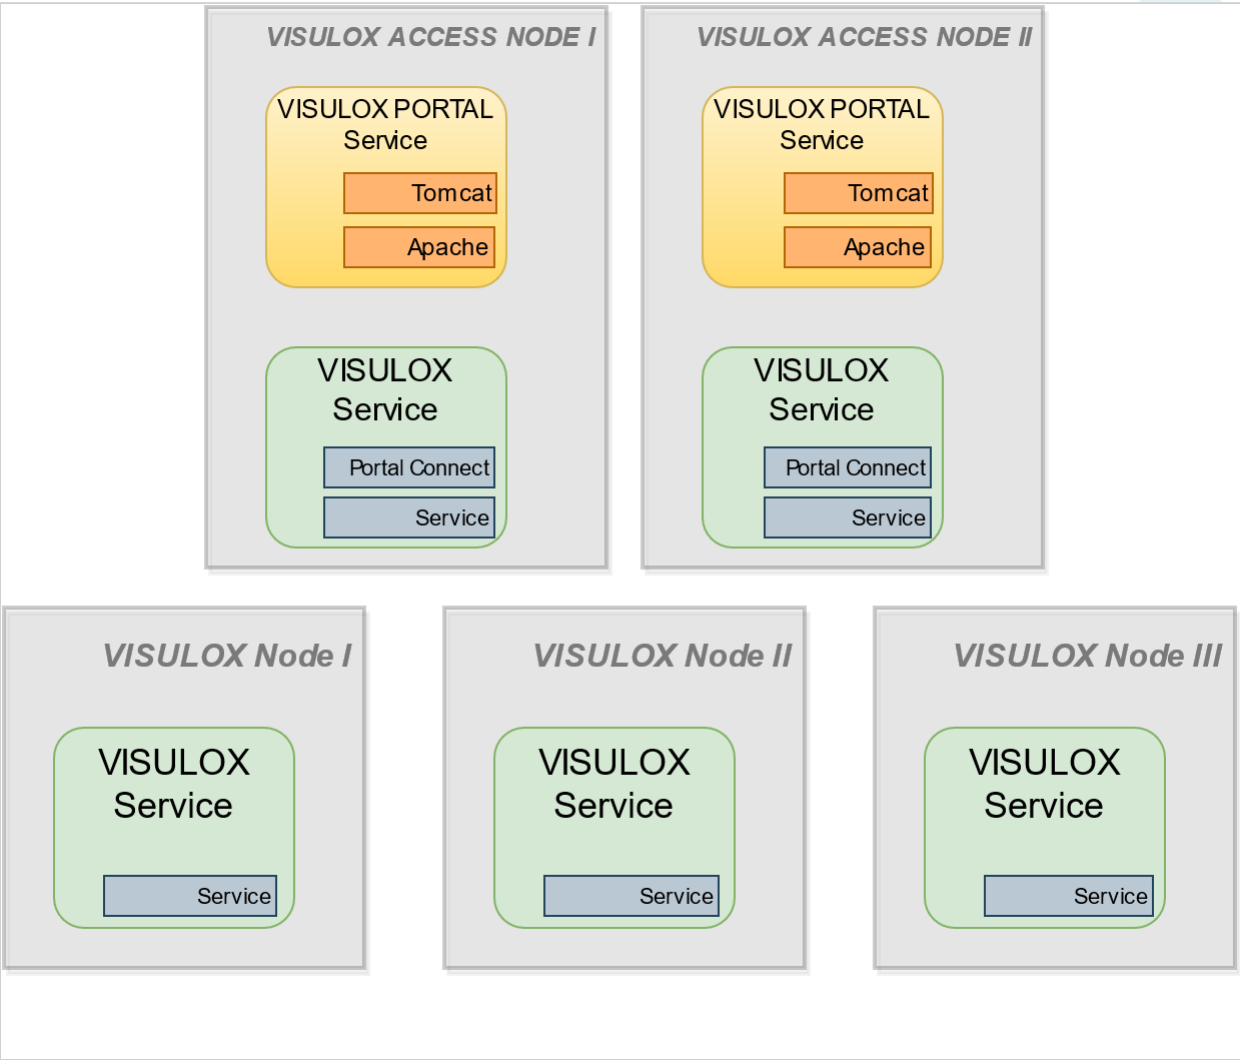 VISULOX ACCESS NODE I
VISULOX PORTAL
Service
Tomcat
Apache
VISULOX
Service
Portal Connect
Service
VISULOX ACCESS NODE II
VISULOX PORTAL
Service
Tomcat
Apache
VISULOX
Service
Portal Connect
Service
VISULOX Node I
VISULOX
Service
Service
VISULOX Node II
VISULOX
Service
Service
VISULOX Node III
VISULOX
Service
Service